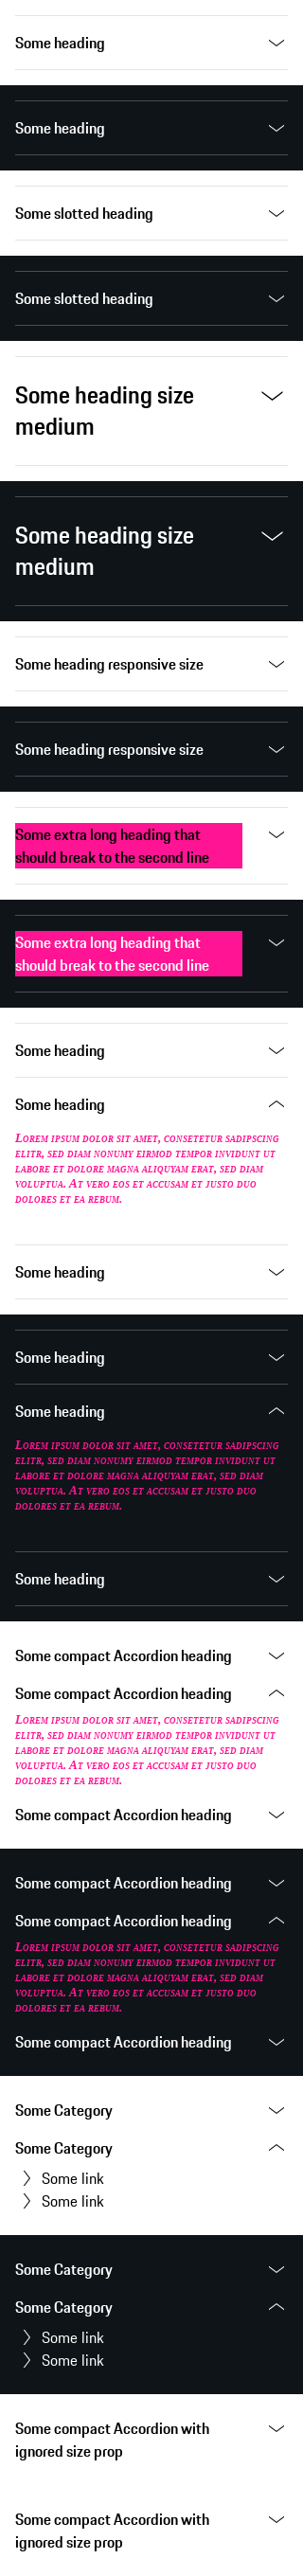 Some heading
Some heading
Some slotted heading
Some slotted heading
Some heading size
medium
Some heading size
medium
Some heading responsive size
Some heading responsive size
Some extra long heading that
should break to the second line
Some extra long heading that
should break to the second line
Some heading
Some heading
Lorem ipsum dolor sit amet, consetetur sadipscing
elitr, sed diam nonumy eirmod tempor invidunt ut
labore et dolore magna aliquyam erat, sed diam
voluptua. At vero eos et accusam et justo duo
dolores et ea rebum.
Some heading
Some heading
Some heading
Lorem ipsum dolor sit amet, consetetur sadipscing
elitr, sed diam nonumy eirmod tempor invidunt ut
labore et dolore magna aliquyam erat, sed diam
voluptua. At vero eos et accusam et justo duo
dolores et ea rebum.
Some heading
Some compact Accordion heading
Some compact Accordion heading
Lorem ipsum dolor sit amet, consetetur sadipscing
elitr, sed diam nonumy eirmod tempor invidunt ut
labore et dolore magna aliquyam erat, sed diam
voluptua. At vero eos et accusam et justo duo
dolores et ea rebum.
Some compact Accordion heading
Some compact Accordion heading
Some compact Accordion heading
Lorem ipsum dolor sit amet, consetetur sadipscing
elitr, sed diam nonumy eirmod tempor invidunt ut
labore et dolore magna aliquyam erat, sed diam
voluptua. At vero eos et accusam et justo duo
dolores et ea rebum.
Some compact Accordion heading
Some Category
Some Category
Some link
Some link
Some Category
Some Category
Some link
Some link
Some compact Accordion with
ignored size prop
Some compact Accordion with
ignored size prop